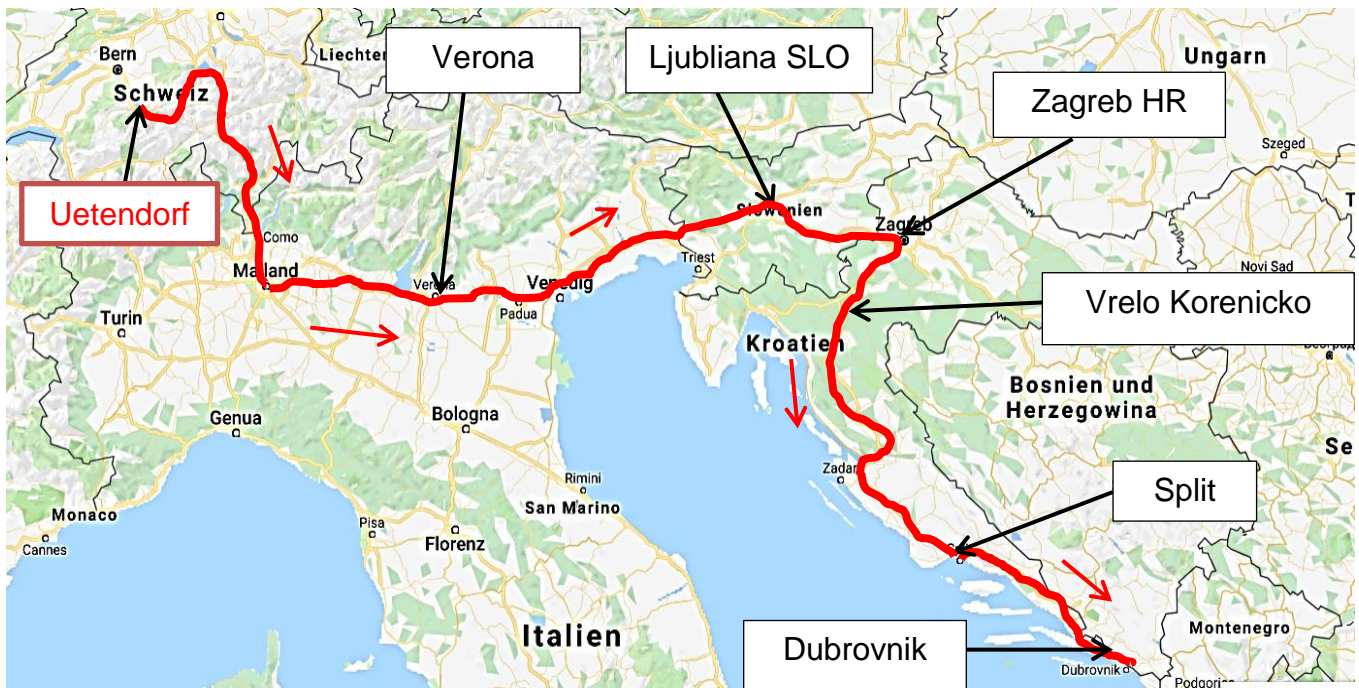 Verona
Ljubliana SLO
Zagreb HR
Vrelo Korenicko
Split
Dubrovnik
Uetendorf
Bern
Schweiz
Liechten
Ungarn
Szeged
Como
Mailand
Verona
Padua
Venedig
Triest
Slowenien
Zagreb
Novi Sad
Turin
Kroatien
Bosnien und
Herzegowina
Genua
Bologna
Zadar
Se
Rimini
San Marino
Monaco
Cannes
Pisa
Florenz
Italien
Montenegro
Dubrovnik